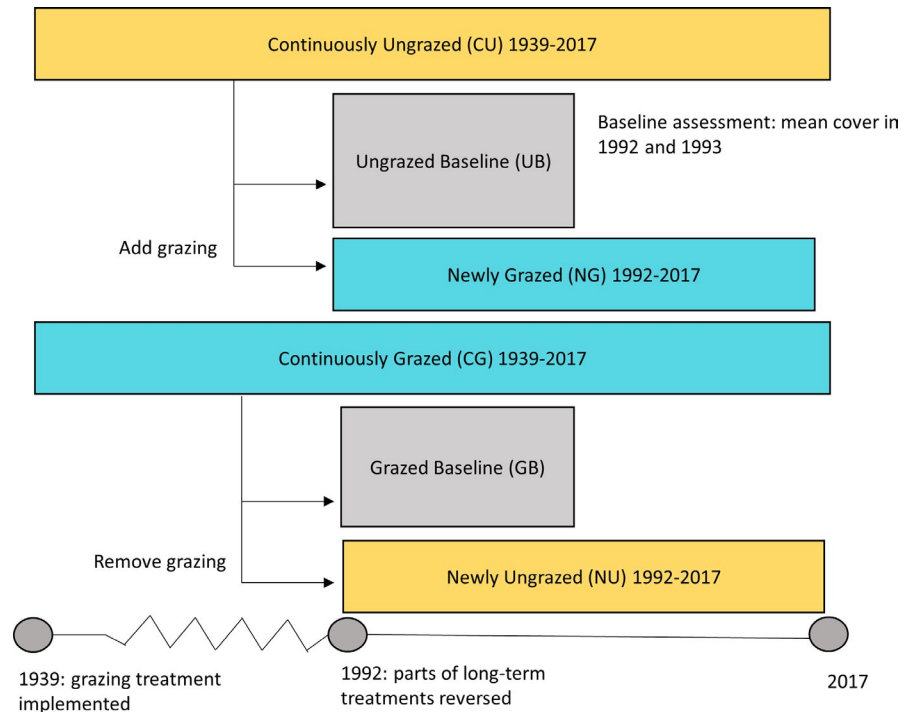 Continuously Ungrazed (CU) 1939-2017
Ungrazed Baseline (UB)
Baseline assessment: mean cover in
1992 and 1993
Add grazing
Newly Grazed (NG) 1992-2017
Continuously Grazed (CG) 1939-2017
Grazed Baseline (GB)
Remove grazing
Newly Ungrazed (NU) 1992-2017
1939: grazing treatment
implemented
1992: parts of long-term
treatments reversed
2017